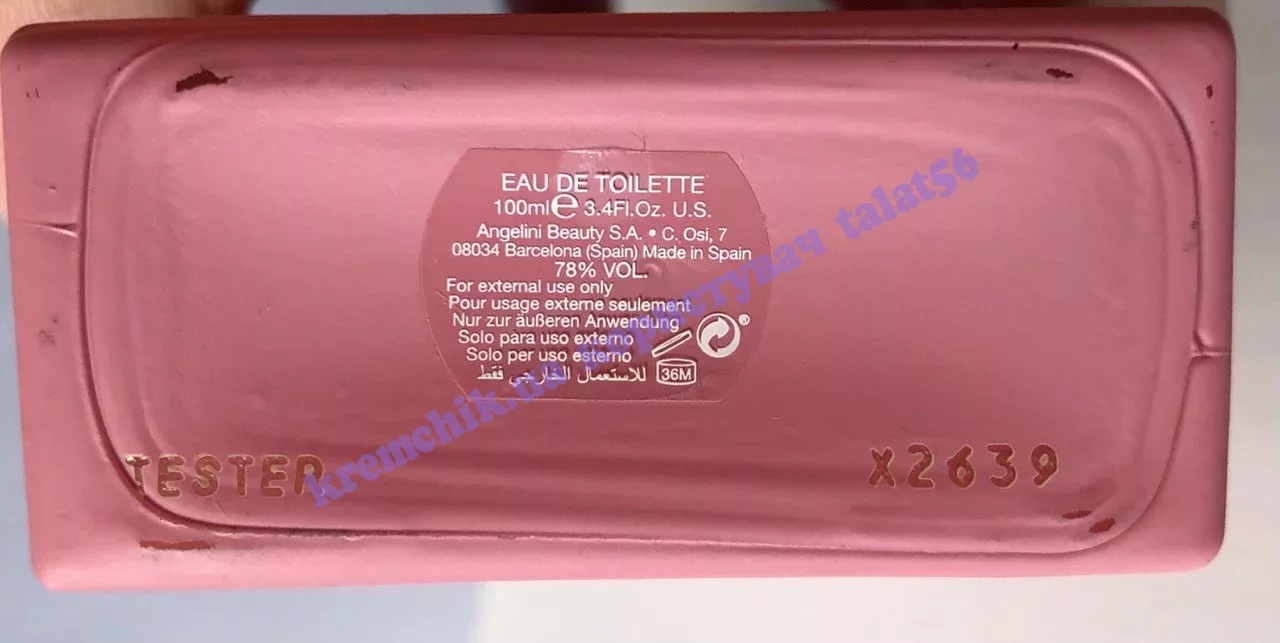 EAU DE TOILETTE
100ml e 3.4Fl.Oz. U.S.
Angelini Beauty S.A. • C. Osi, 7
08034 Barcelona (Spain) Made in Spain
78% VOL.
For external use only
Pour usage externe seulement
Nur zur äußeren Anwendung
Solo para uso externo
Solo per uso esterno
للاستعمال الخارجي فقط
36M
TESTER
X2639
kremchik.ua користувач talat56